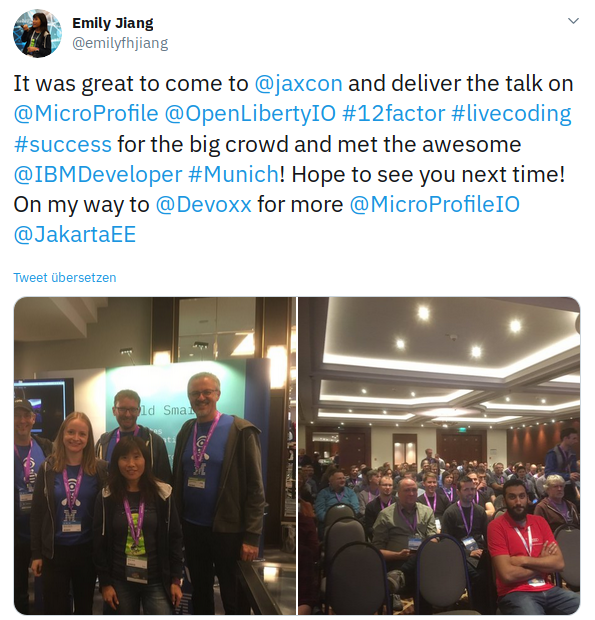 Emily Jiang
@emilyfhjiang
It was great to come to @jaxcon and deliver the talk on
@MicroProfile @OpenLibertyIO #12factor #livecoding
#success for the big crowd and met the awesome
@IBMDeveloper #Munich! Hope to see you next time!
On my way to @Devoxx for more @MicroProfileIO
@JakartaEE
Tweet übersetzen